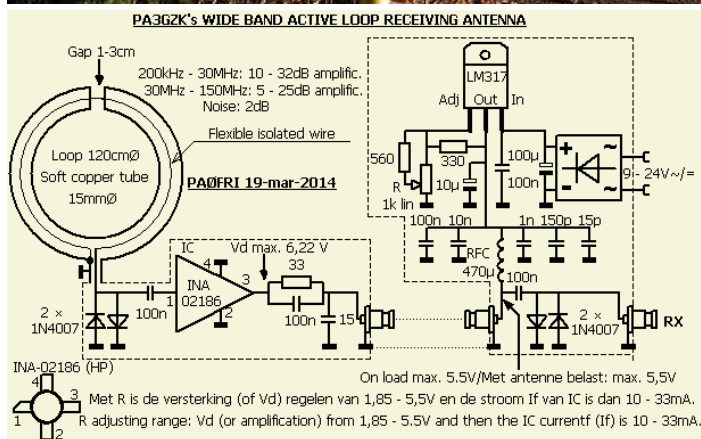 PA3GZK's WIDE BAND ACTIVE LOOP RECEIVING ANTENNA
Gap 1-3cm
200kHz - 30MHz: 10 - 32dB amplific.
30MHz - 150MHz: 5 - 25dB amplific.
Noise: 2dB
Flexible isolated wire
Loop 120cmØ
Soft copper tube
15mmØ
PAØFRI 19-mar-2014
LM317
Adj Out In
560
330
100µ
R
10µ
100n
1k lin
9 - 24V~/=
+ ~
- ~
100n 10n
1n 150p 15p
RFC
470µ
100n
IC
Vd max. 6,22 V
33
INA
02186
4
3
1
2
100n
100n
15
2 ×
1N4007
2 ×
1N4007
RX
INA-02186 (HP)
4
3
1
2
On load max. 5.5V/Met antenne belast: max. 5,5V
Met R is de versterking (of Vd) regelen van 1,85 - 5,5V en de stroom If van IC is dan 10 - 33mA.
R adjusting range: Vd (or amplification) from 1,85 - 5.5V and then the IC currentf (If) is 10 - 33mA.